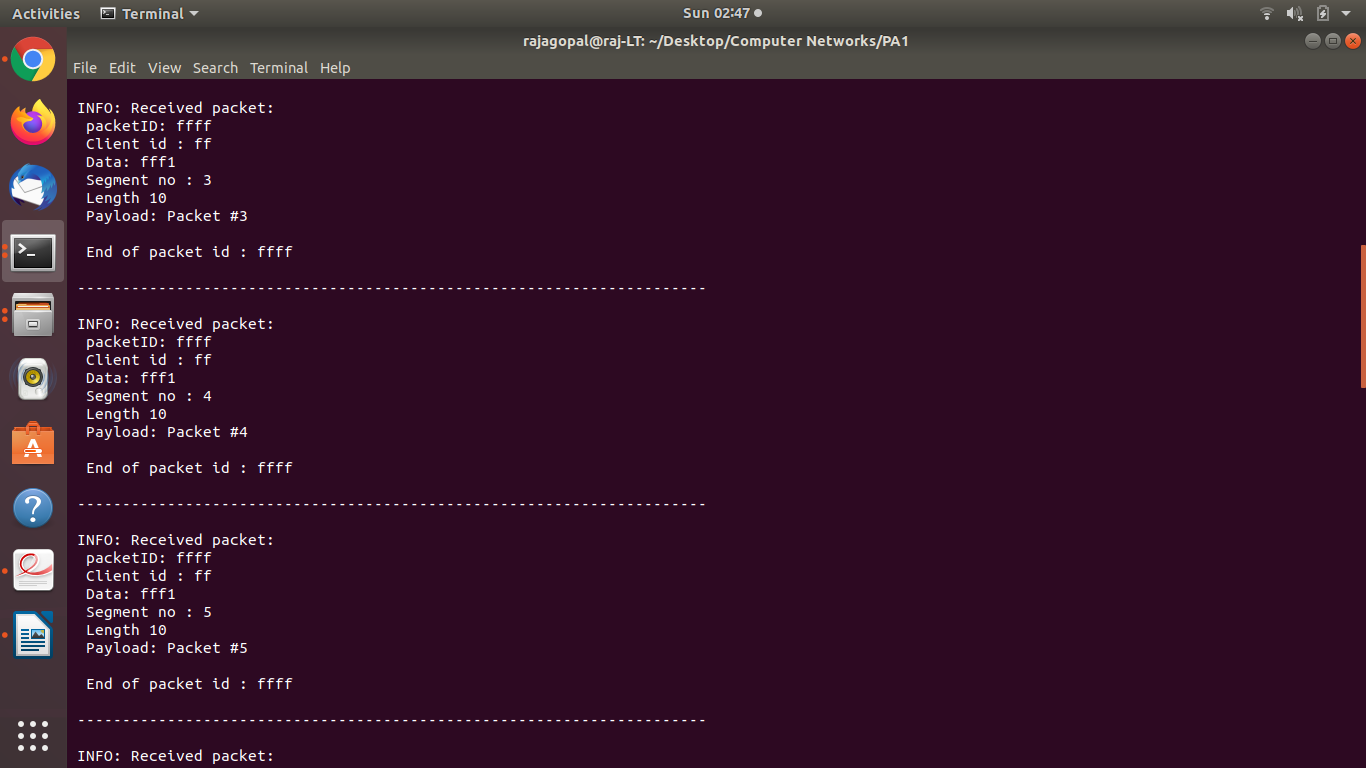 Activities Terminal Sun 02:47
rajagopal@raj-LT: ~/Desktop/Computer Networks/PA1
File Edit View Search Terminal Help
INFO: Received packet:
packetID: ffff
Client id : ff
Data: fff1
Segment no : 3
Length 10
Payload: Packet #3
End of packet id : ffff
----------------------------------------------------------------------
INFO: Received packet:
packetID: ffff
Client id : ff
Data: fff1
Segment no : 4
Length 10
Payload: Packet #4
End of packet id : ffff
----------------------------------------------------------------------
INFO: Received packet:
packetID: ffff
Client id : ff
Data: fff1
Segment no : 5
Length 10
Payload: Packet #5
End of packet id : ffff
----------------------------------------------------------------------
INFO: Received packet: